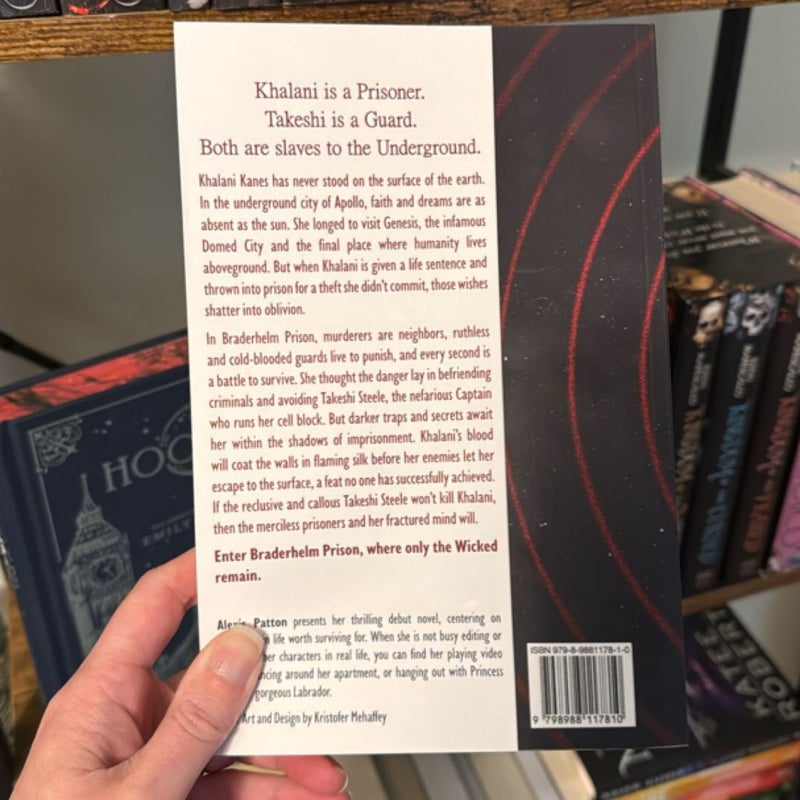 Khalani is a Prisoner.
Takeshi is a Guard.
Both are slaves to the Underground.
Khalani Kanes has never stood on the surface of the earth.
In the underground city of Apollo, faith and dreams are as
absent as the sun. She longed to visit Genesis, the infamous
Domed City and the final place where humanity lives
aboveground. But when Khalani is given a life sentence and
thrown into prison for a theft she didn't commit, those wishes
shatter into oblivion.
In Braderhelm Prison, murderers are neighbors, ruthless
and cold-blooded guards live to punish, and every second is
a battle to survive. She thought the danger lay in befriending
criminals and avoiding Takeshi Steele, the nefarious Captain
who runs her cell block. But darker traps and secrets await
her within the shadows of imprisonment. Khalani's blood
will coat the walls in flaming silk before her enemies let her
escape to the surface, a feat no one has successfully achieved.
If the reclusive and callous Takeshi Steele won't kill Khalani,
then the merciless prisoners and her fractured mind will.
Enter Braderhelm Prison, where only the Wicked
remain.
Patton presents her thrilling debut novel, centering on
life worth surviving for. When she is not busy editing or
her characters in real life, you can find her playing video
around her apartment, or hanging out with Princess
gorgeous Labrador.
Art and Design by Kristofer Mehaffey
ISBN 979-8-9881178-1-0
9 798988 117810
HOO
EMILY
KATEE
ROBERT